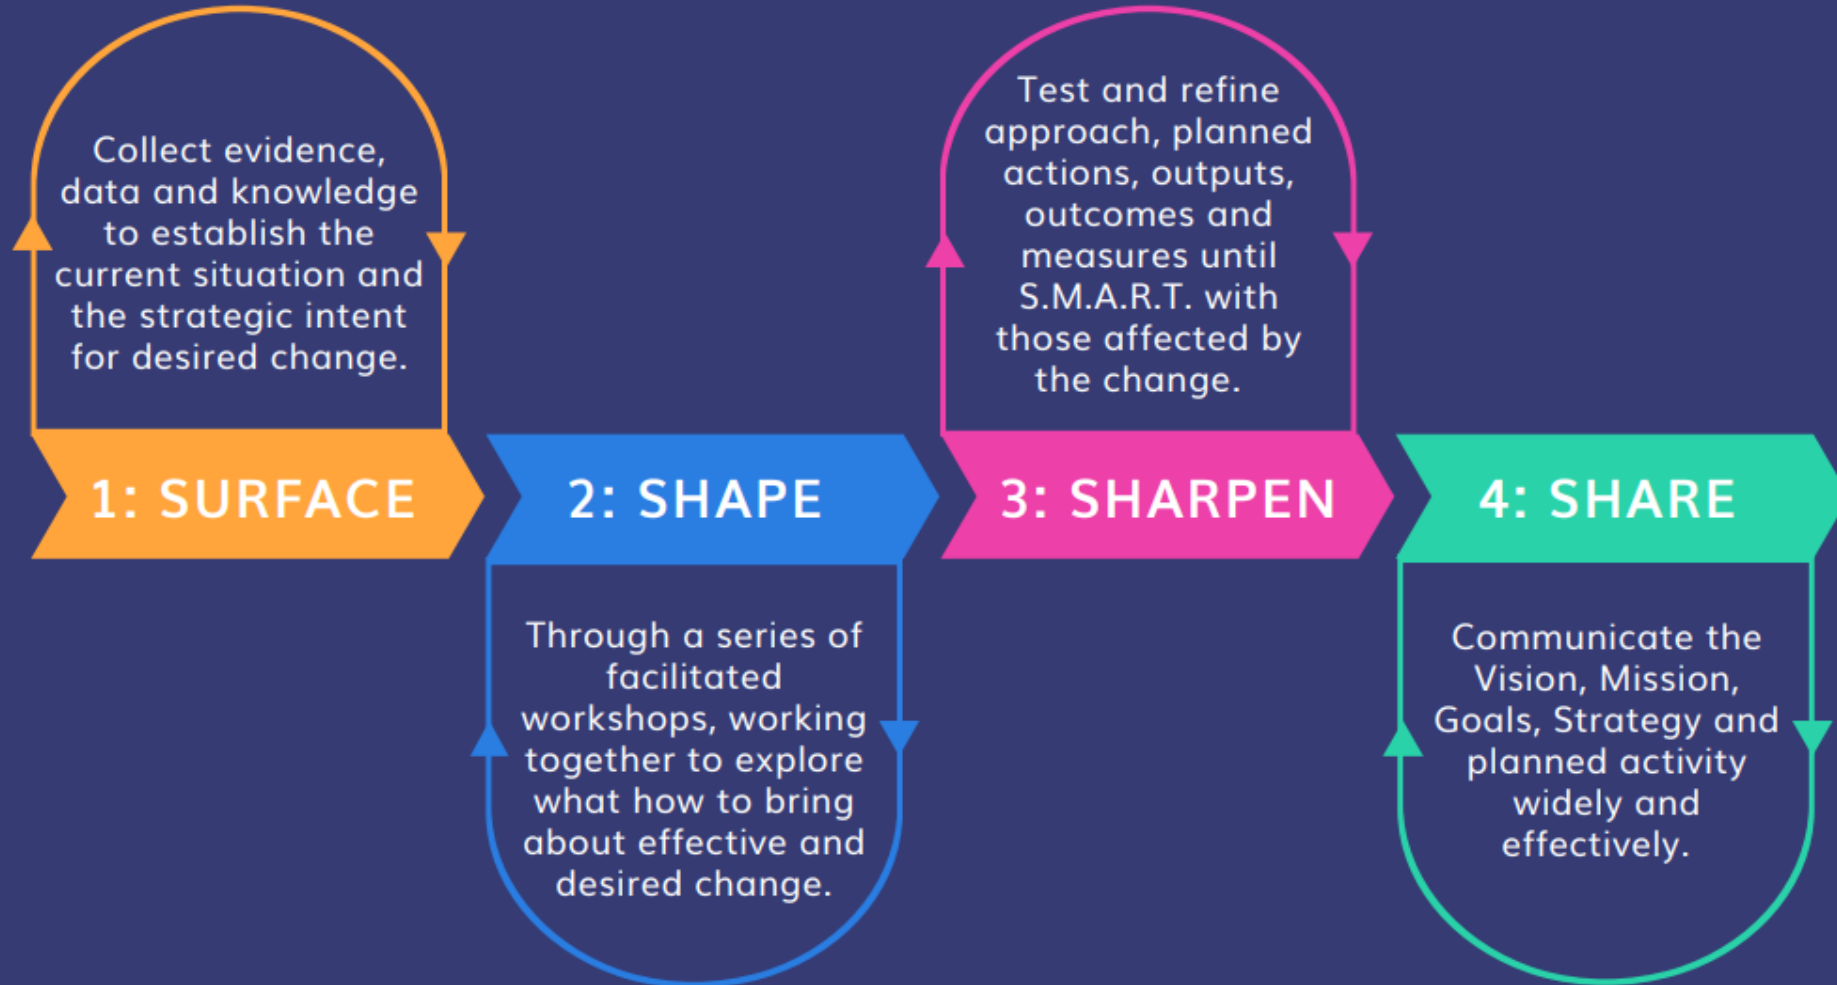 Collect evidence,
data and knowledge
to establish the
current situation and
the strategic intent
for desired change.
1: SURFACE
2: SHAPE
Through a series of
facilitated
workshops, working
together to explore
what how to bring
about effective and
desired change.
Test and refine
approach, planned
actions, outputs,
outcomes and
measures until
S.M.A.R.T. with
those affected by
the change.
3: SHARPEN
4: SHARE
Communicate the
Vision, Mission,
Goals, Strategy and
planned activity
widely and
effectively.